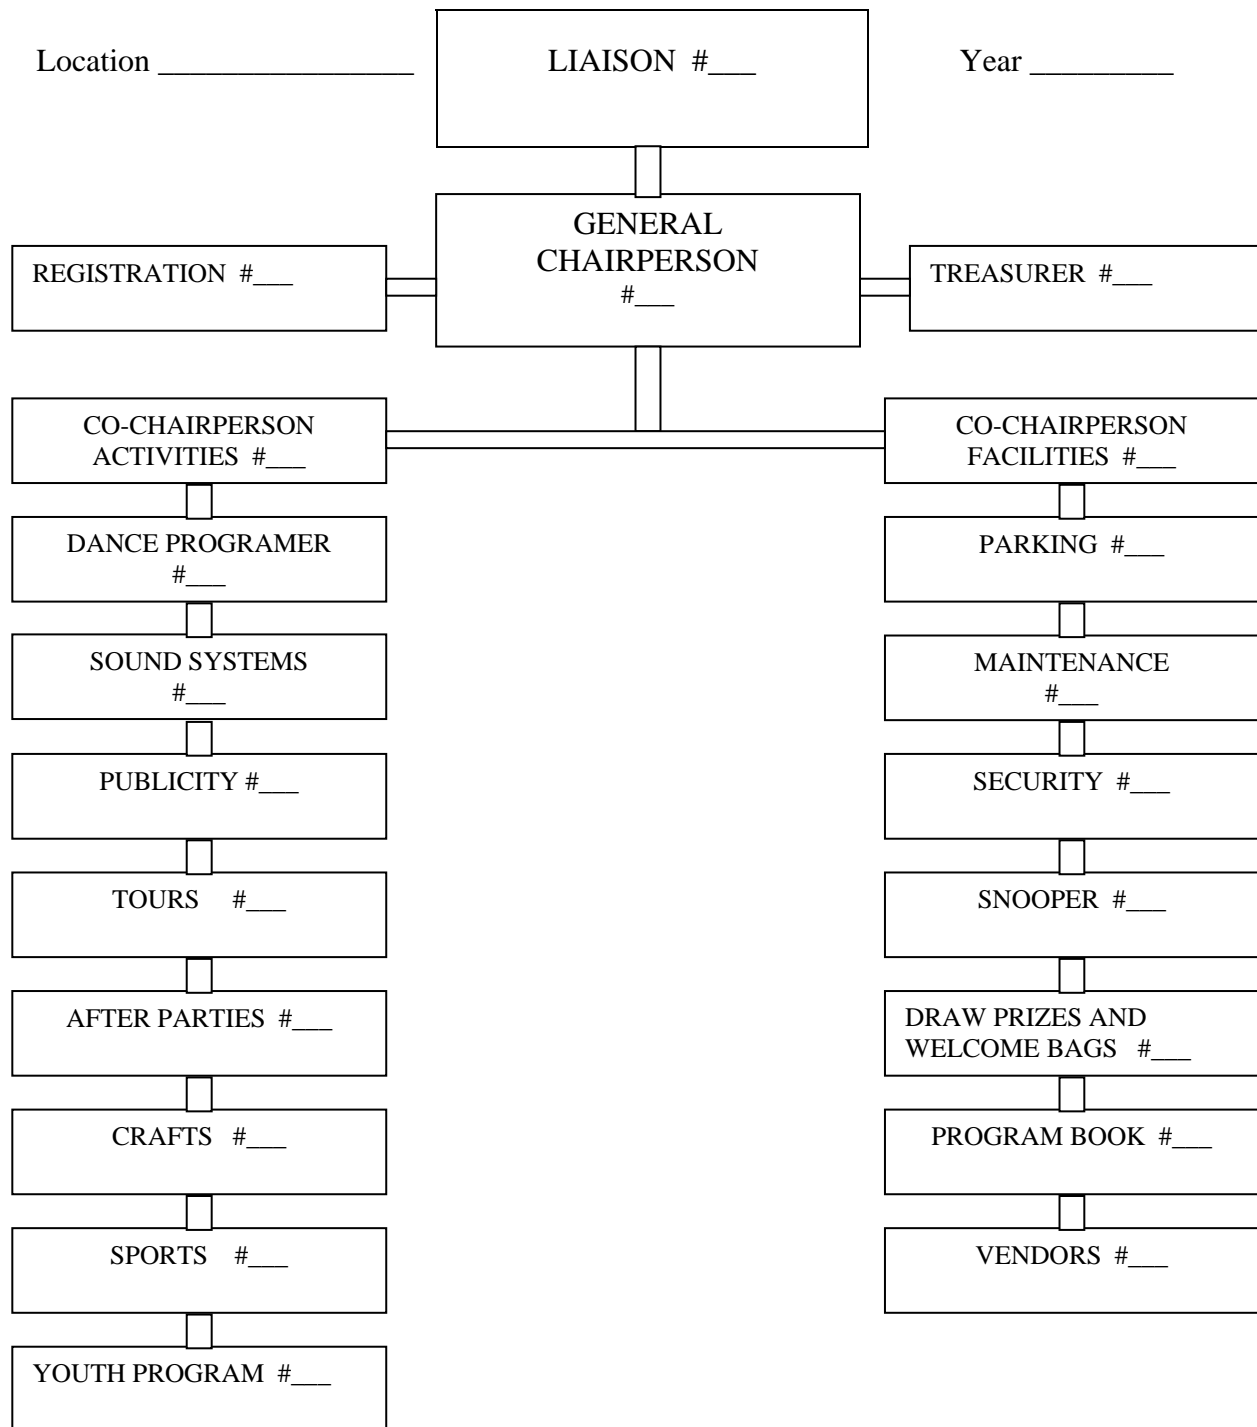 Location ________________
LIAISON #___
Year _________
GENERAL
CHAIRPERSON
#___
REGISTRATION #___
TREASURER #___
CO-CHAIRPERSON
ACTIVITIES #___
CO-CHAIRPERSON
FACILITIES #___
DANCE PROGRAMER
#___
PARKING #___
SOUND SYSTEMS
#___
MAINTENANCE
#___
PUBLICITY #___
SECURITY #___
TOURS #___
SNOOPER #___
AFTER PARTIES #___
DRAW PRIZES AND
WELCOME BAGS #___
CRAFTS #___
PROGRAM BOOK #___
SPORTS #___
VENDORS #___
YOUTH PROGRAM #___